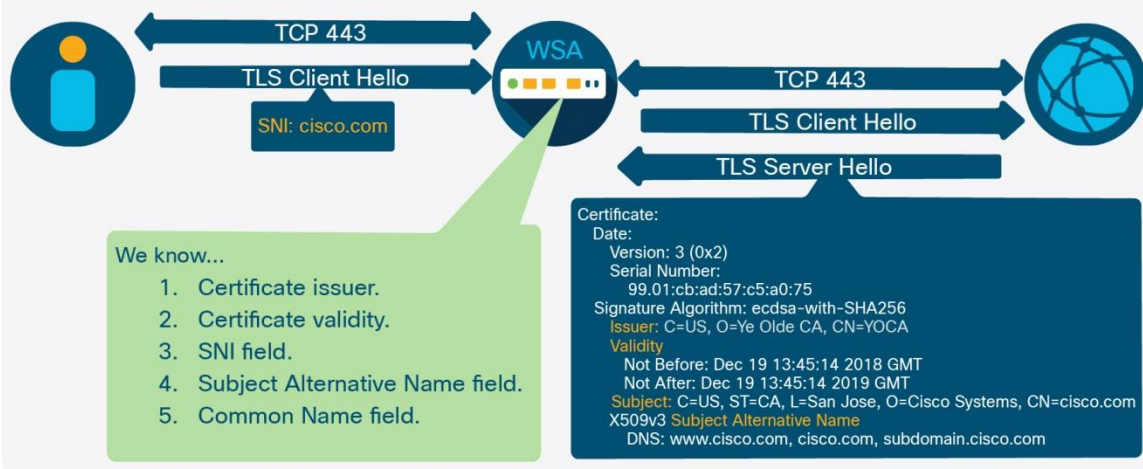 TCP 443
TLS Client Hello
SNI: cisco.com
WSA
TCP 443
TLS Client Hello
TLS Server Hello
We know...
1. Certificate issuer.
2. Certificate validity.
3. SNI field.
4. Subject Alternative Name field.
5. Common Name field.
Certificate:
Date:
Version: 3 (0x2)
Serial Number:
99.01:cb:ad:57:c5:a0:75
Signature Algorithm: ecdsa-with-SHA256
Issuer: C=US, O=Ye Olde CA, CN=YOCA
Validity
Not Before: Dec 19 13:45:14 2018 GMT
Not After: Dec 19 13:45:14 2019 GMT
Subject: C=US, ST=CA, L=San Jose, O=Cisco Systems, CN=cisco.com
X509v3 Subject Alternative Name
DNS: www.cisco.com, cisco.com, subdomain.cisco.com